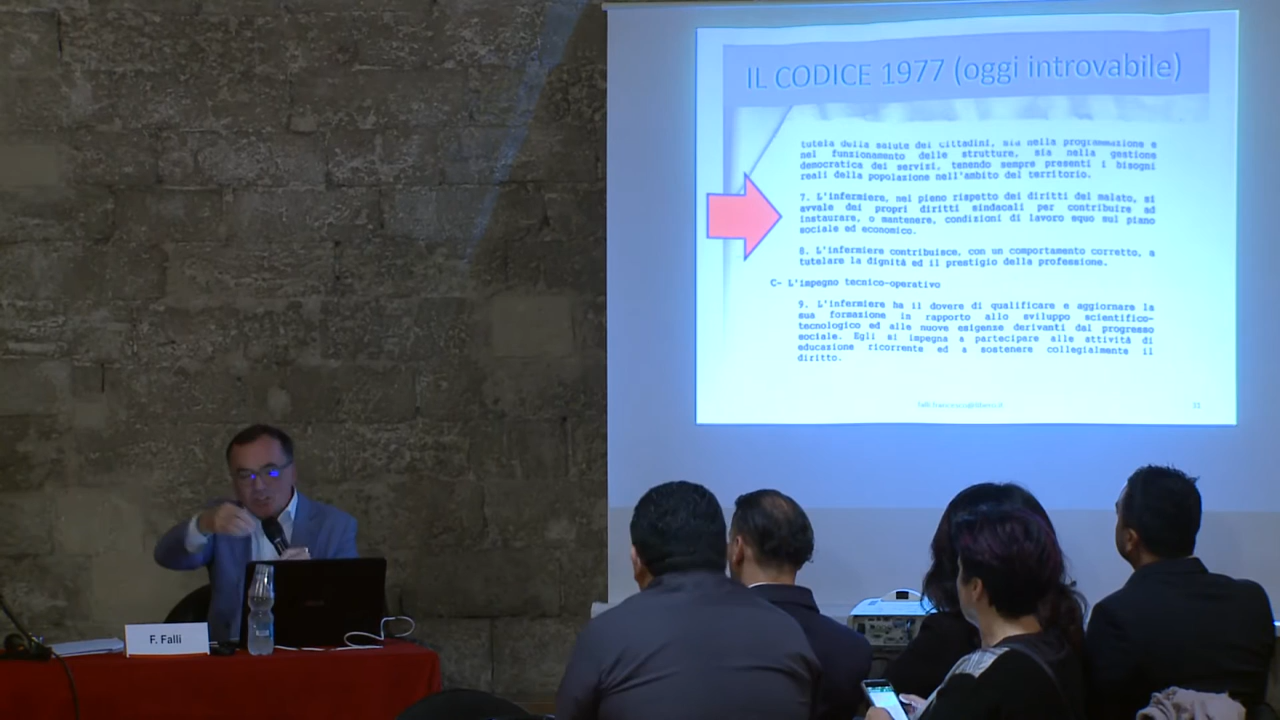 IL CODICE 1977 (oggi introvabile)
tutela della salute dei cittadini, sia nella programmazione e
nel funzionamento delle strutture, sia nella gestione
democratica dei servizi, tenendo sempre presenti i bisogni
reali della popolazione nell'ambito del territorio.
7. L'infermiere, nel pieno rispetto dei diritti del malato, si
avvale dei propri diritti sindacali per contribuire ad
instaurare, o mantenere, condizioni di lavoro equo sul piano
sociale ed economico.
8. L'infermiere contribuisce, con un comportamento corretto, a
tutelare la dignità ed il prestigio della professione.
C- L'impegno tecnico-operativo
9. L'infermiere ha il dovere di qualificare e aggiornare la
sua formazione in rapporto allo sviluppo scientifico-
tecnologico ed alle nuove esigenze derivanti dal progresso
sociale. Egli si impegna a partecipare alle attività di
educazione ricorrente ed a sostenere collegialmente il
diritto.
F. Falli